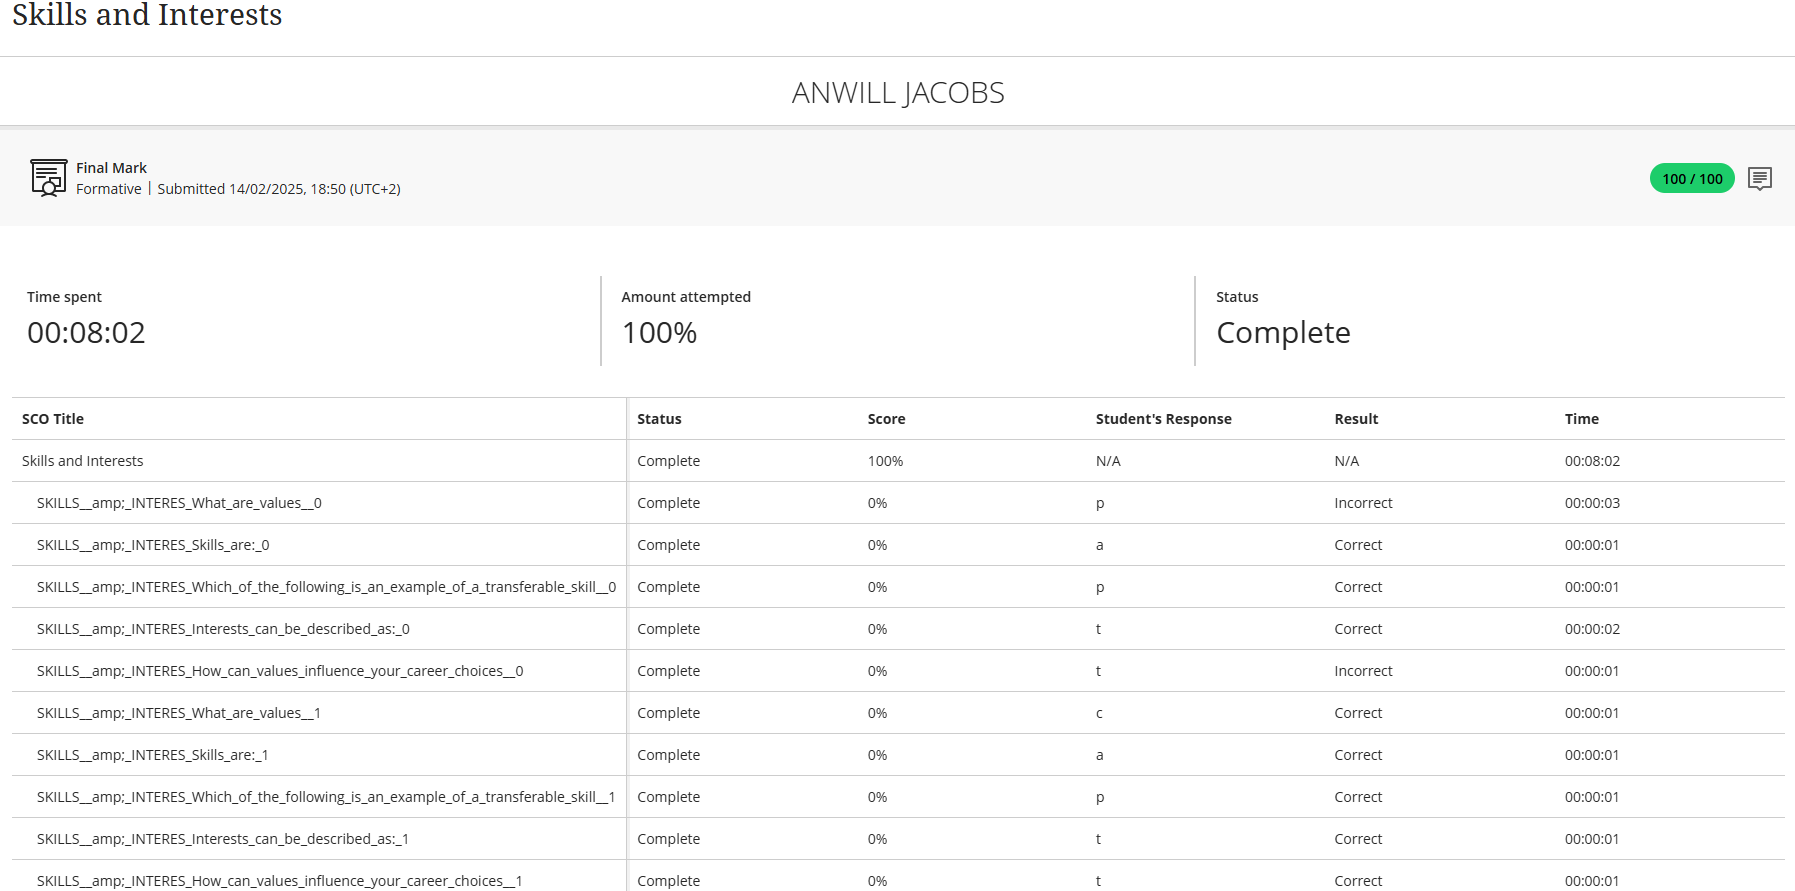 Skills and Interests
ANWILL JACOBS
Final Mark
Formative | Submitted 14/02/2025, 18:50 (UTC+2)
100 / 100
Time spent
00:08:02
Amount attempted
100%
Status
Complete
SCO Title Status Score Student's Response Result Time
Skills and Interests Complete 100% N/A N/A 00:08:02
SKILLS__amp;_INTERES_What_are_values__0 Complete 0% p Incorrect 00:00:03
SKILLS__amp;_INTERES_Skills_are:_0 Complete 0% a Correct 00:00:01
SKILLS__amp;_INTERES_Which_of_the_following_is_an_example_of_a_transferable_skill__0 Complete 0% p Correct 00:00:01
SKILLS__amp;_INTERES_Interests_can_be_described_as:_0 Complete 0% t Correct 00:00:02
SKILLS__amp;_INTERES_How_can_values_influence_your_career_choices__0 Complete 0% t Incorrect 00:00:01
SKILLS__amp;_INTERES_What_are_values__1 Complete 0% c Correct 00:00:01
SKILLS__amp;_INTERES_Skills_are:_1 Complete 0% a Correct 00:00:01
SKILLS__amp;_INTERES_Which_of_the_following_is_an_example_of_a_transferable_skill__1 Complete 0% p Correct 00:00:01
SKILLS__amp;_INTERES_Interests_can_be_described_as:_1 Complete 0% t Correct 00:00:01
SKILLS__amp;_INTERES_How_can_values_influence_your_career_choices__1 Complete 0% t Correct 00:00:01